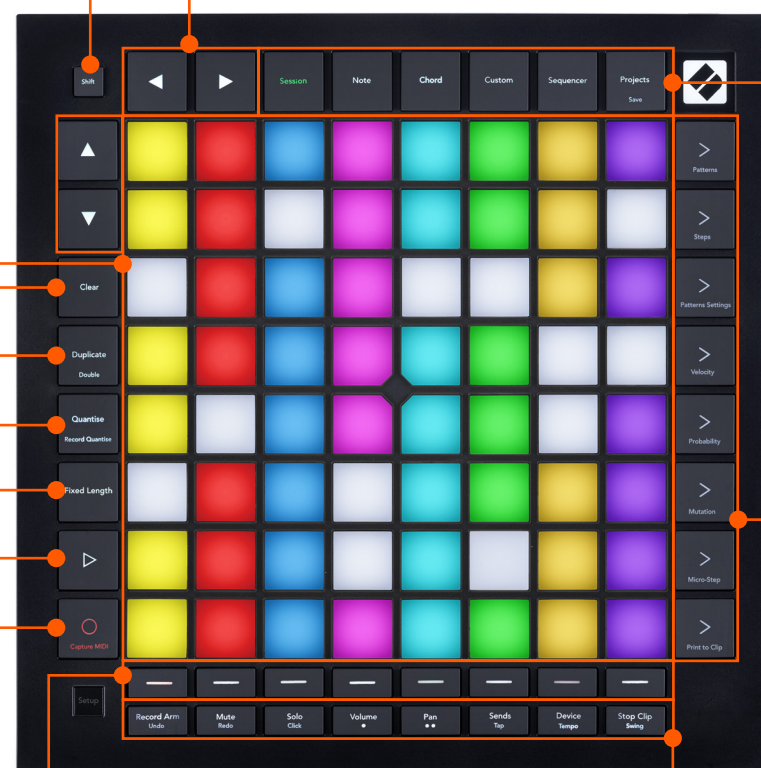 Shift
Session
Note
Chord
Custom
Sequencer
Projects
Save
Patterns
Steps
Clear
Patterns Settings
Duplicate
Double
Velocity
Quantise
Record Quantise
Probability
Fixed Length
Mutation
Micro-Step
Capture MIDI
Print to Clip
Setup
Record Arm
Undo
Mute
Redo
Solo
Click
Volume
Pan
Sends
Tap
Device
Tempo
Stop Clip
Swing